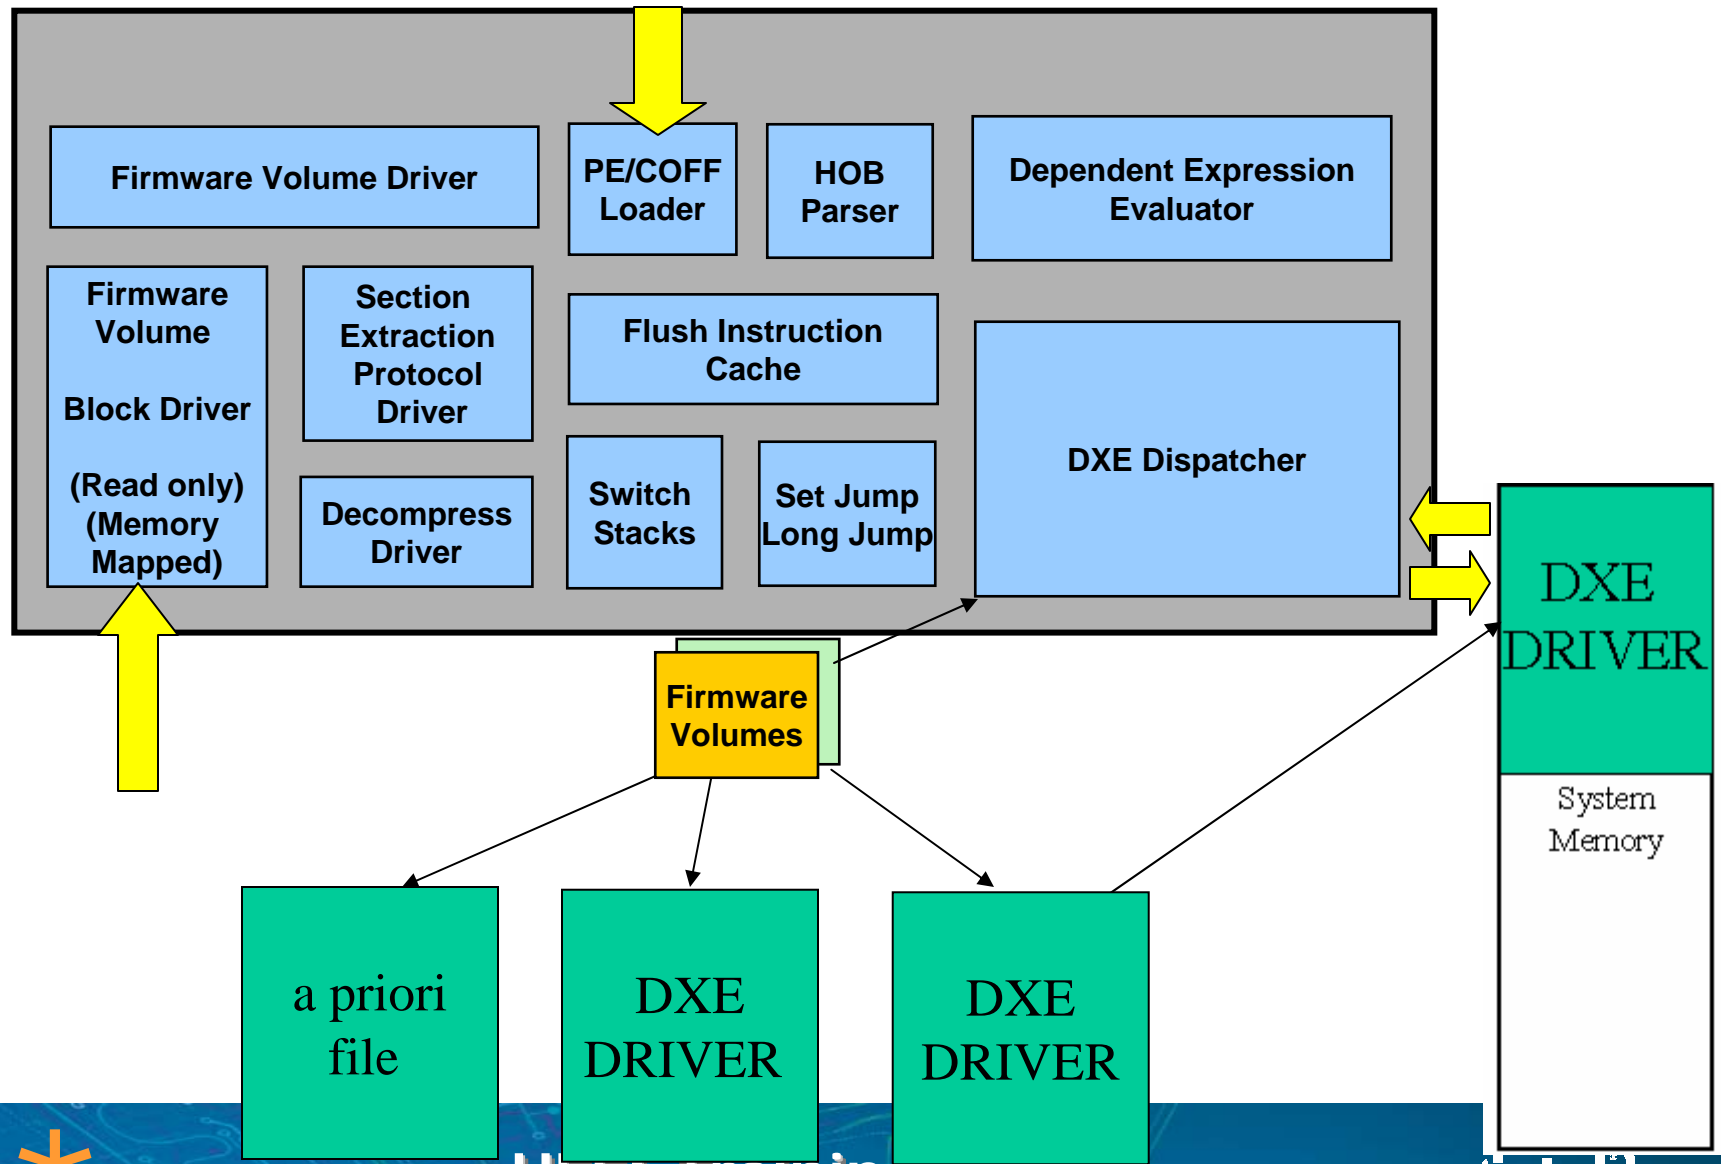 Firmware Volume Driver
PE/COFF
Loader
HOB
Parser
Dependent Expression
Evaluator
Firmware
Volume
Block Driver
(Read only)
(Memory
Mapped)
Section
Extraction
Protocol
Driver
Flush Instruction
Cache
DXE Dispatcher
Decompress
Driver
Switch
Stacks
Set Jump
Long Jump
DXE
DRIVER
System
Memory
Firmware
Volumes
a priori
file
DXE
DRIVER
DXE
DRIVER